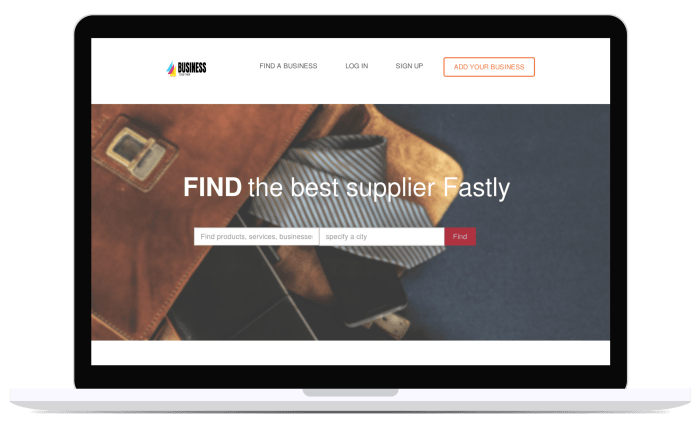 BUSINESS
FIND A BUSINESS
LOG IN
SIGN UP
ADD YOUR BUSINESS
FIND the best supplier Fastly
Find products, services, businesse
specify a city
Find